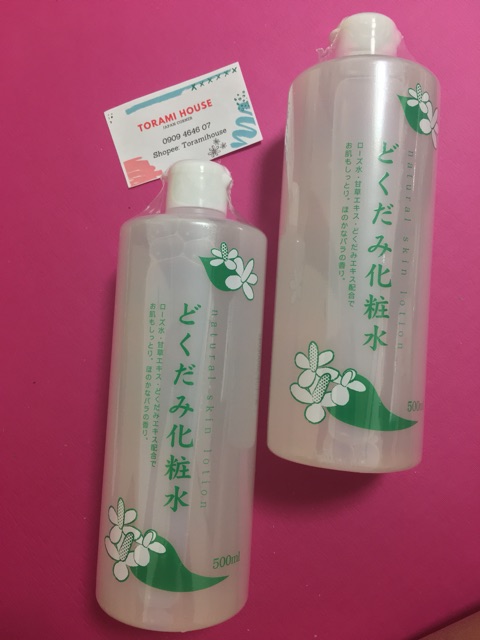 TORAMI HOUSE
JAPAN CORNER
0909 4646 07
Shopee: Toramihouse
natural skin lotion
どくだみ化粧水
ローズ水・甘草エキス・どくだみエキス配合で
お肌もしっとり。ほのかなバラの香り。
500ml
natural skin lotion
どくだみ化粧水
ローズ水・甘草エキス・どくだみエキス配合で
お肌もしっとり。ほのかなバラの香り。
500ml